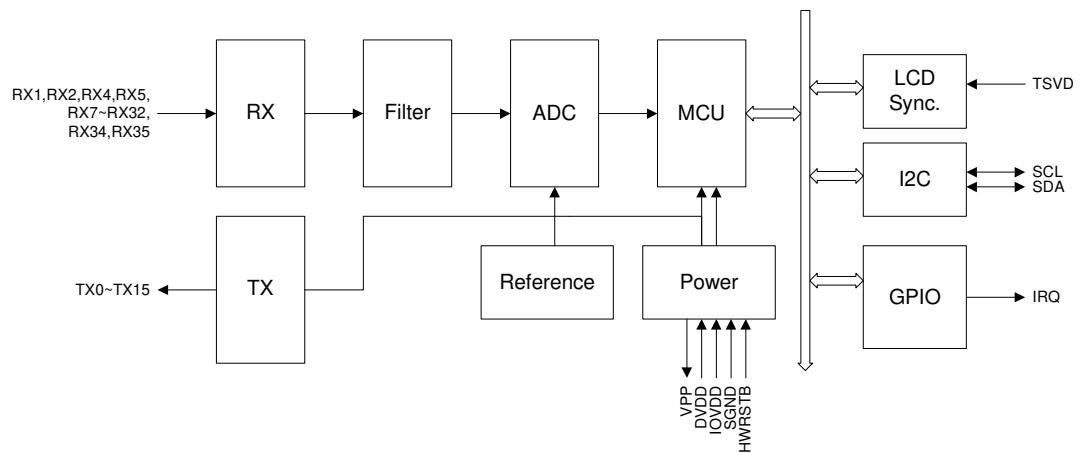 RX1,RX2,RX4,RX5,
RX7~RX32,
RX34,RX35
RX
Filter
ADC
MCU
LCD
Sync.
TSVD
I2C
SCL
SDA
TX0~TX15
TX
Reference
Power
GPIO
IRQ
VPP
DVDD
IOVDD
SGND
HWRSTB